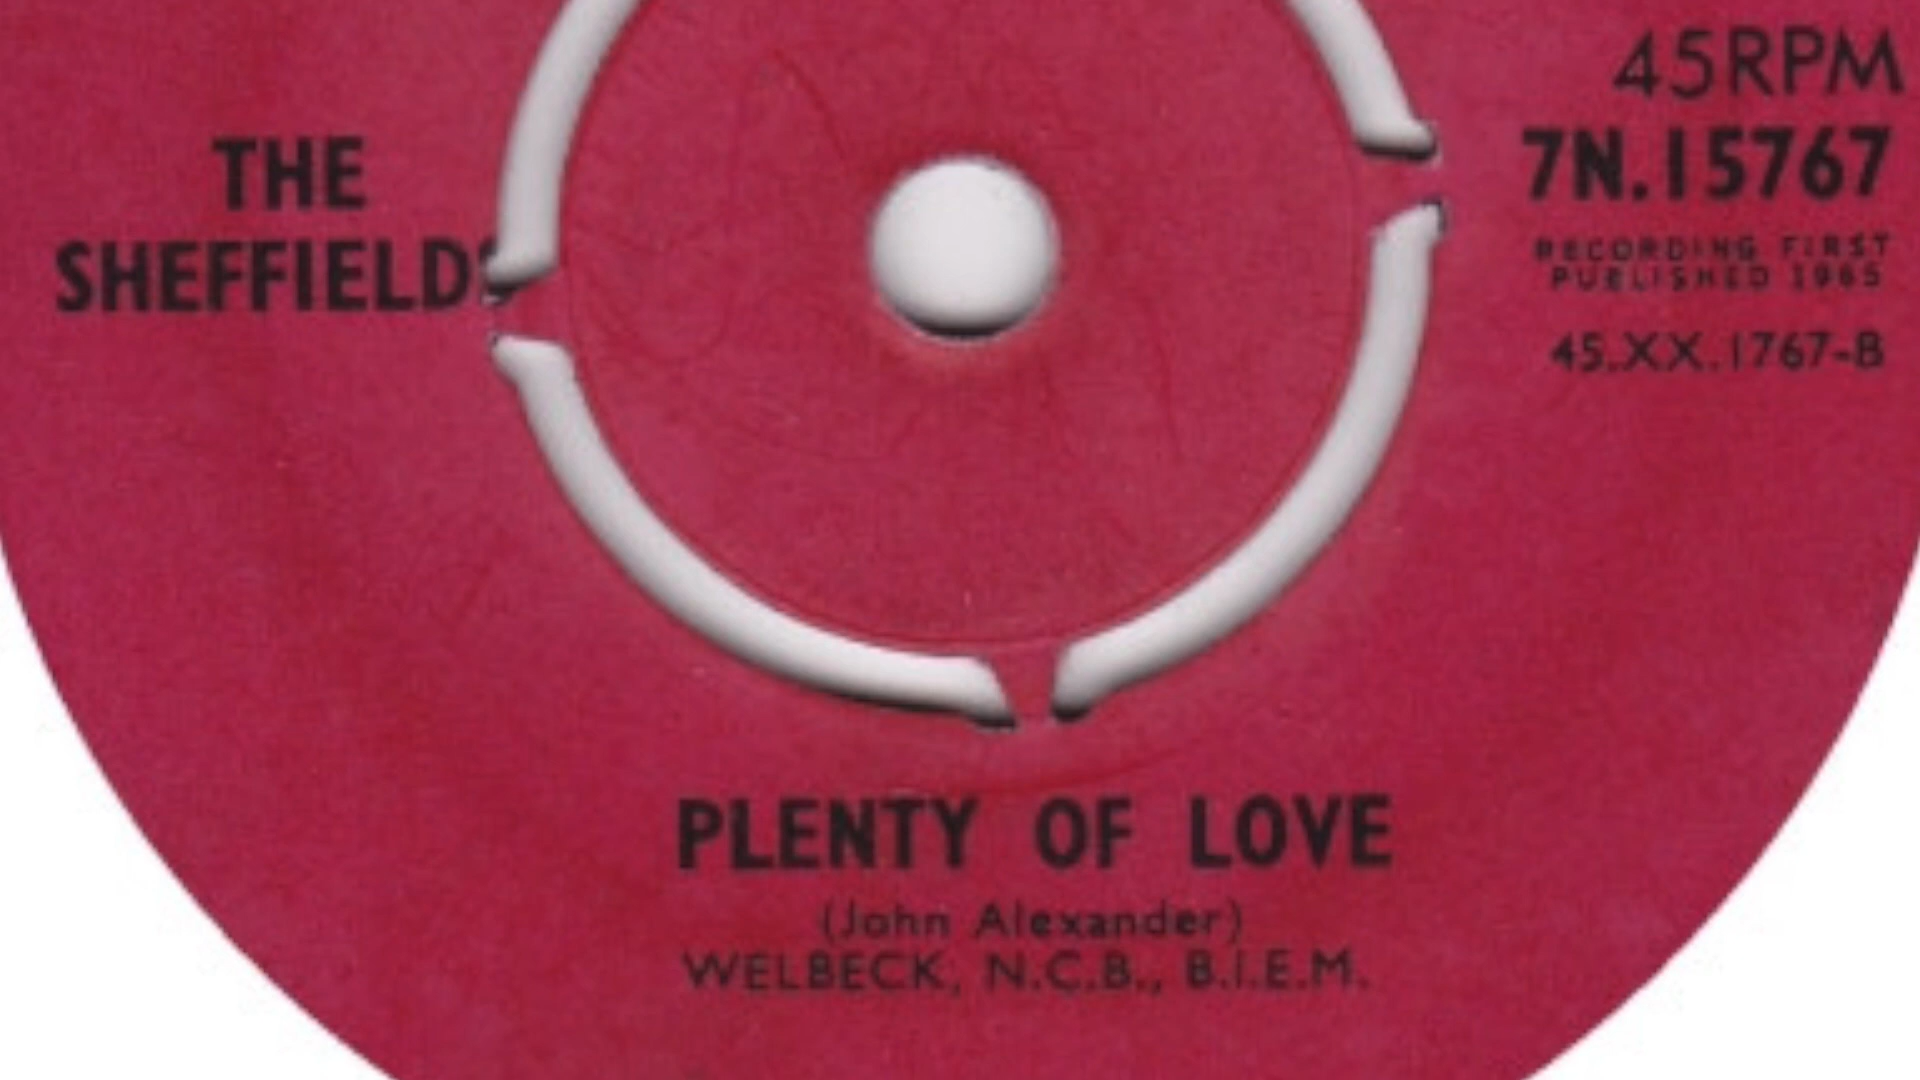 THE
SHEFFIELDS
45RPM
7N.15767
RECORDING FIRST
PUBLISHED 1965
45.XX.1767-B
PLENTY OF LOVE
(John Alexander)
WELBECK, N.C.B., B.I.E.M.